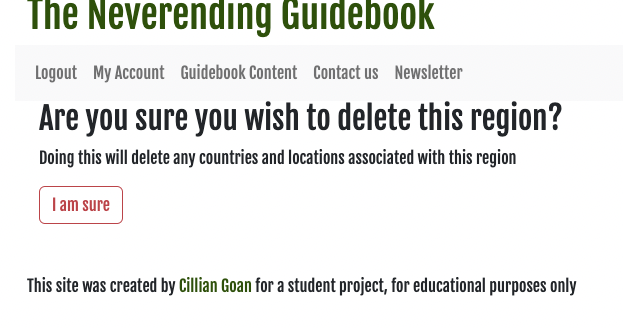 The Neverending Guidebook
Logout My Account Guidebook Content Contact us Newsletter
Are you sure you wish to delete this region?
Doing this will delete any countries and locations associated with this region
I am sure
This site was created by Cillian Goan for a student project, for educational purposes only